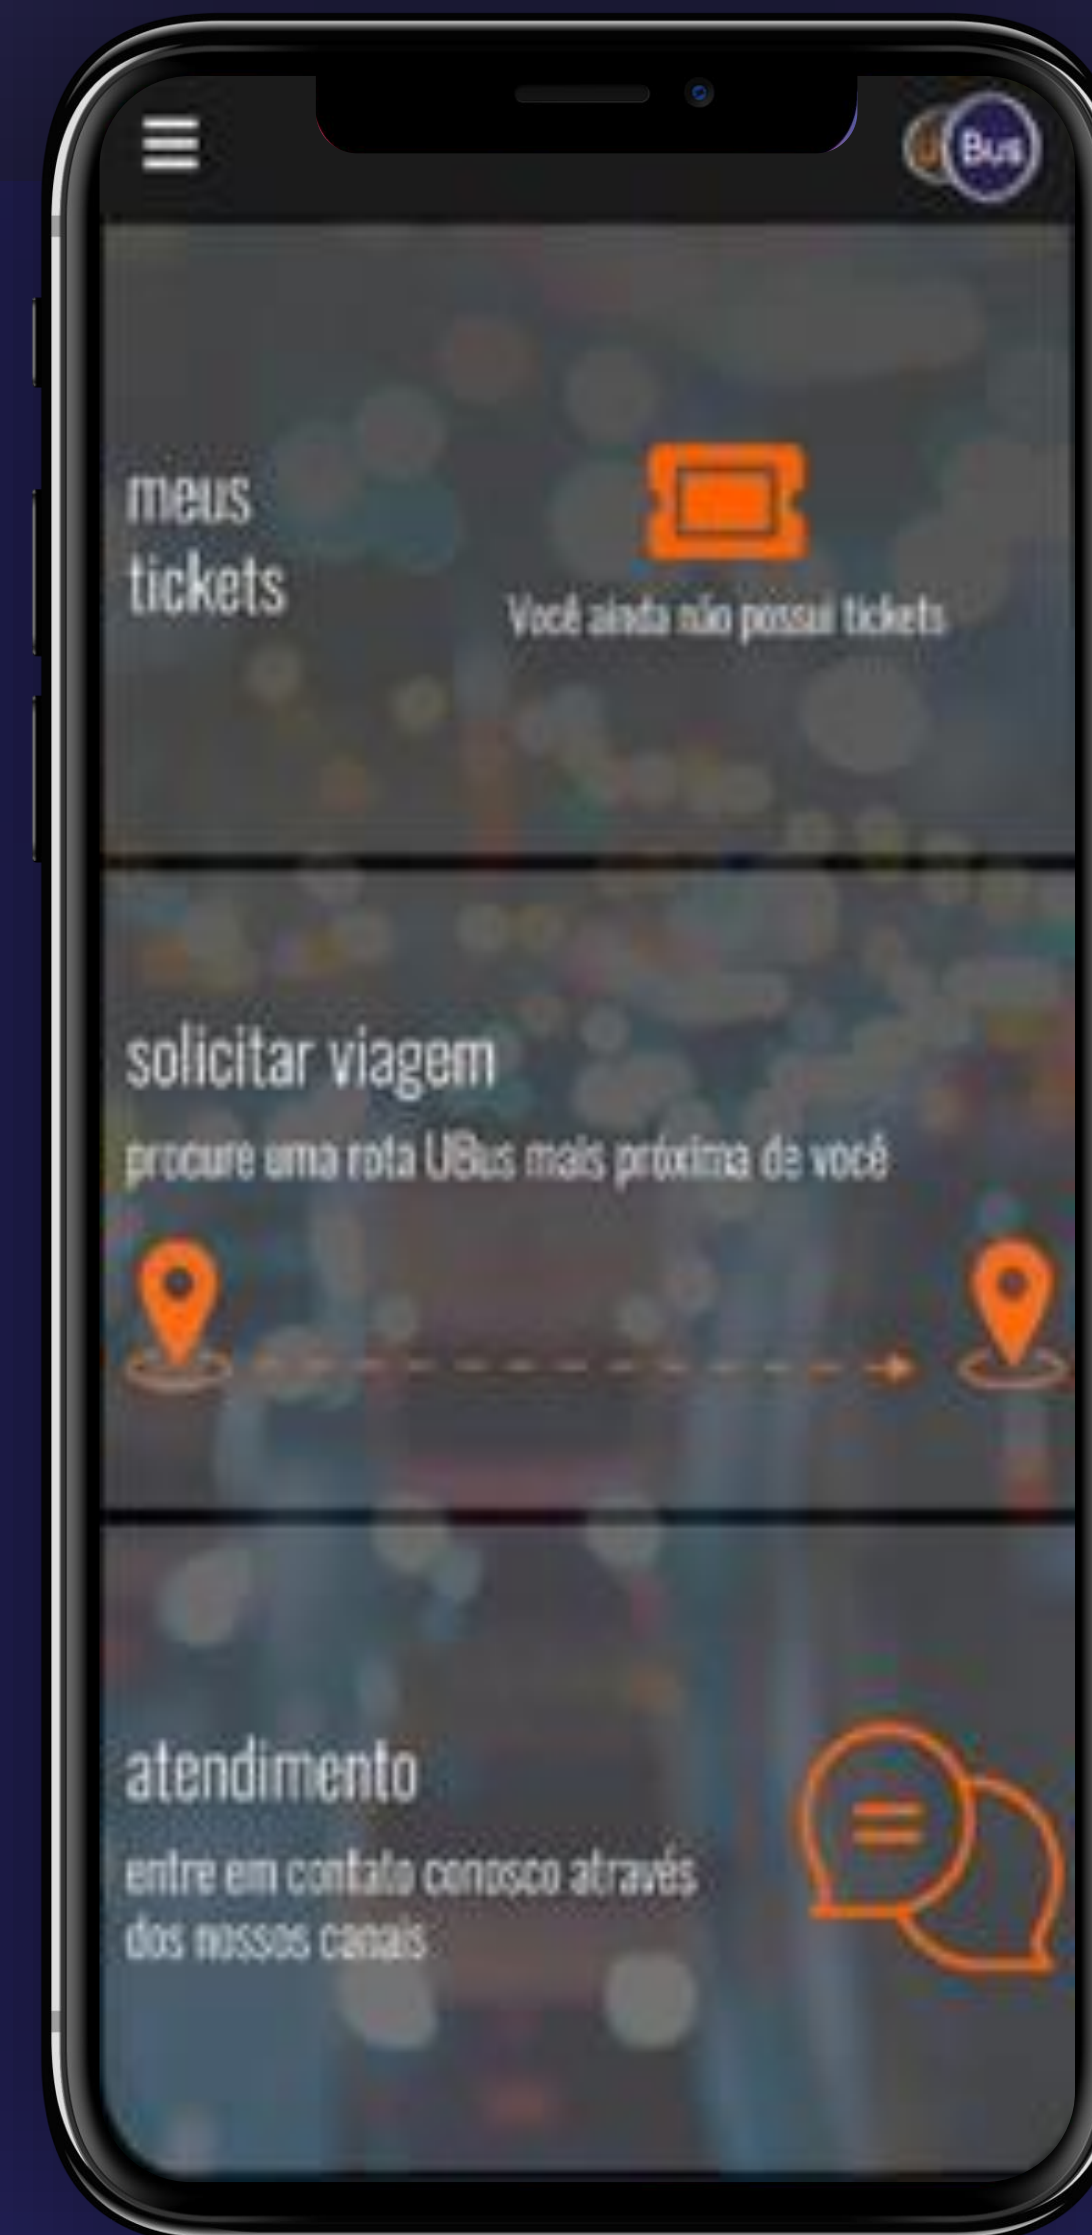 U Bus
meus
tickets
Você ainda não possui tickets
solicitar viagem
procure uma rota UBus mais próxima de você
atendimento
entre em contato conosco através
dos nossos canais